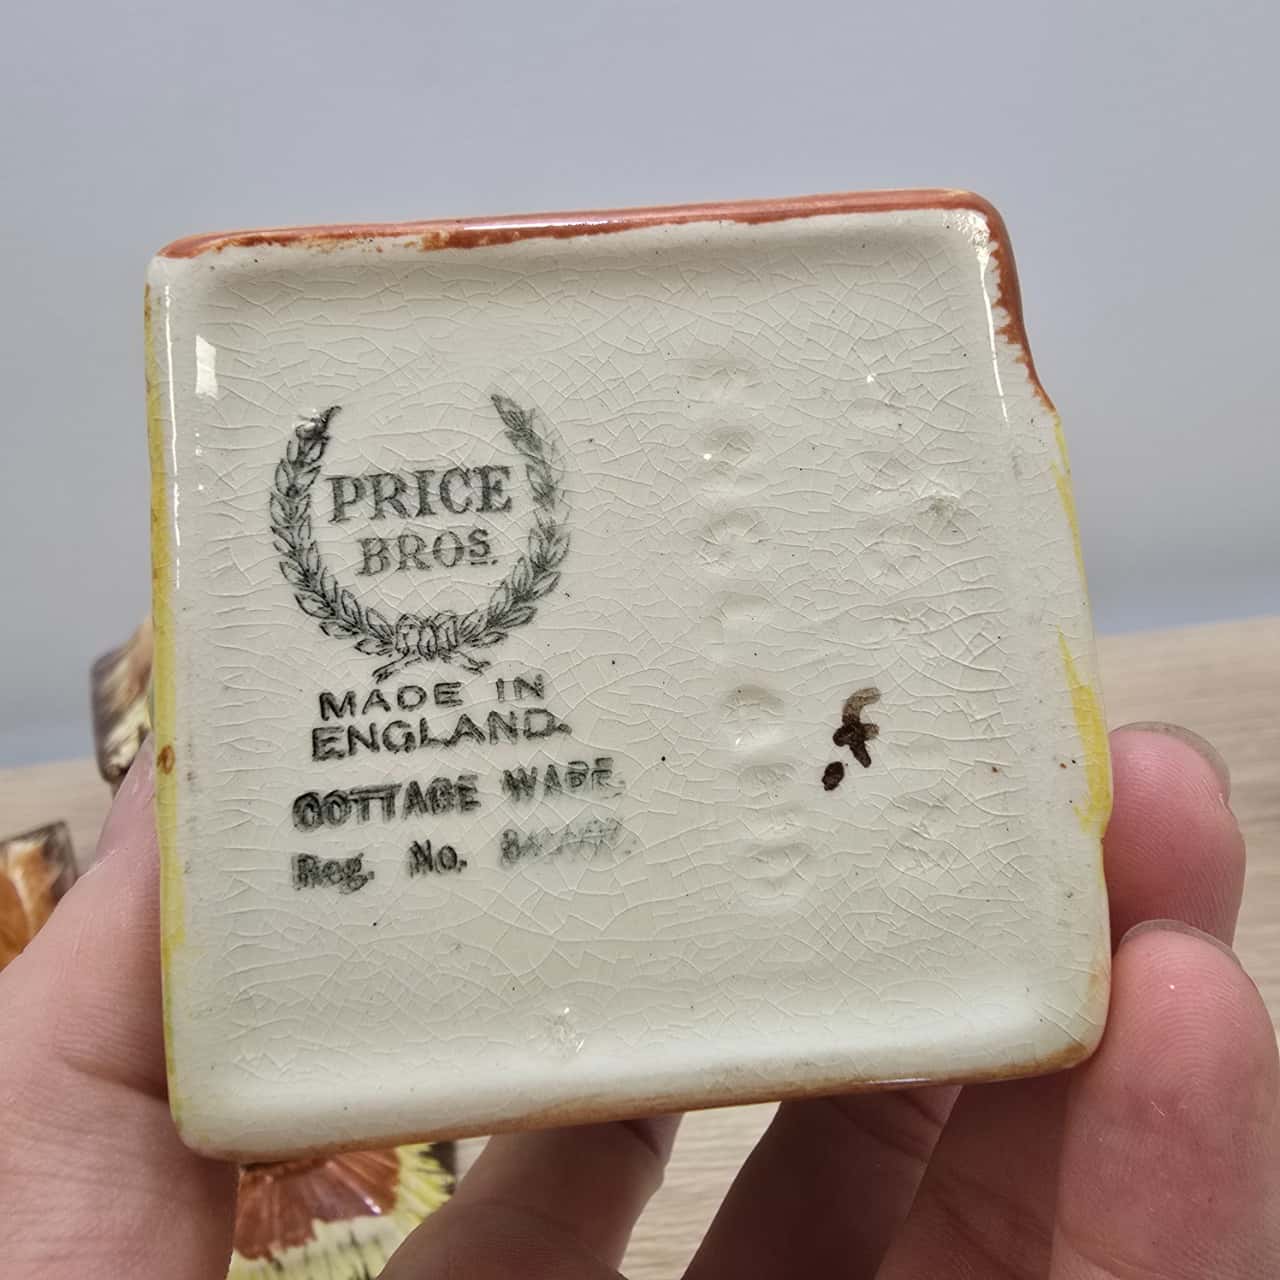 PRICE
BROS.
MADE IN
ENGLAND.
COTTAGE WARE.
Reg. No.
f